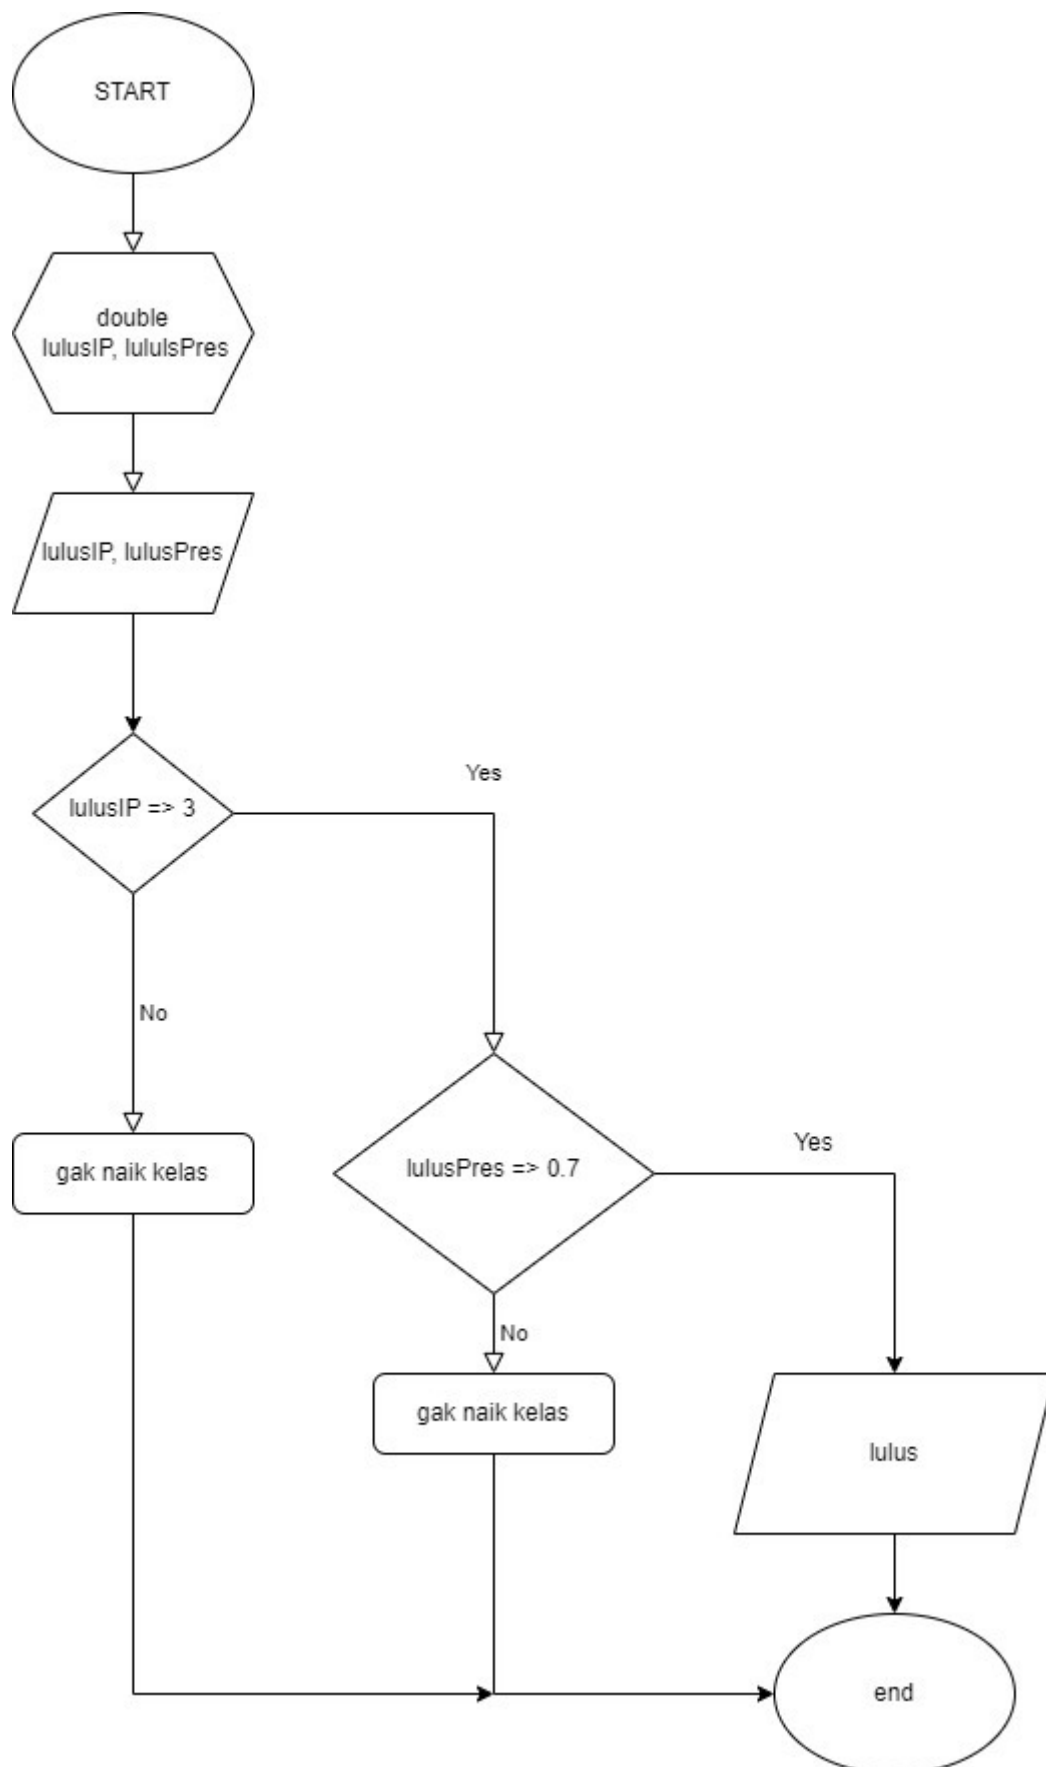 START
double
lulusIP, lululsPres
lulusIP, lulusPres
lulusIP => 3
Yes
No
gak naik kelas
lulusPres => 0.7
Yes
No
gak naik kelas
lulus
end